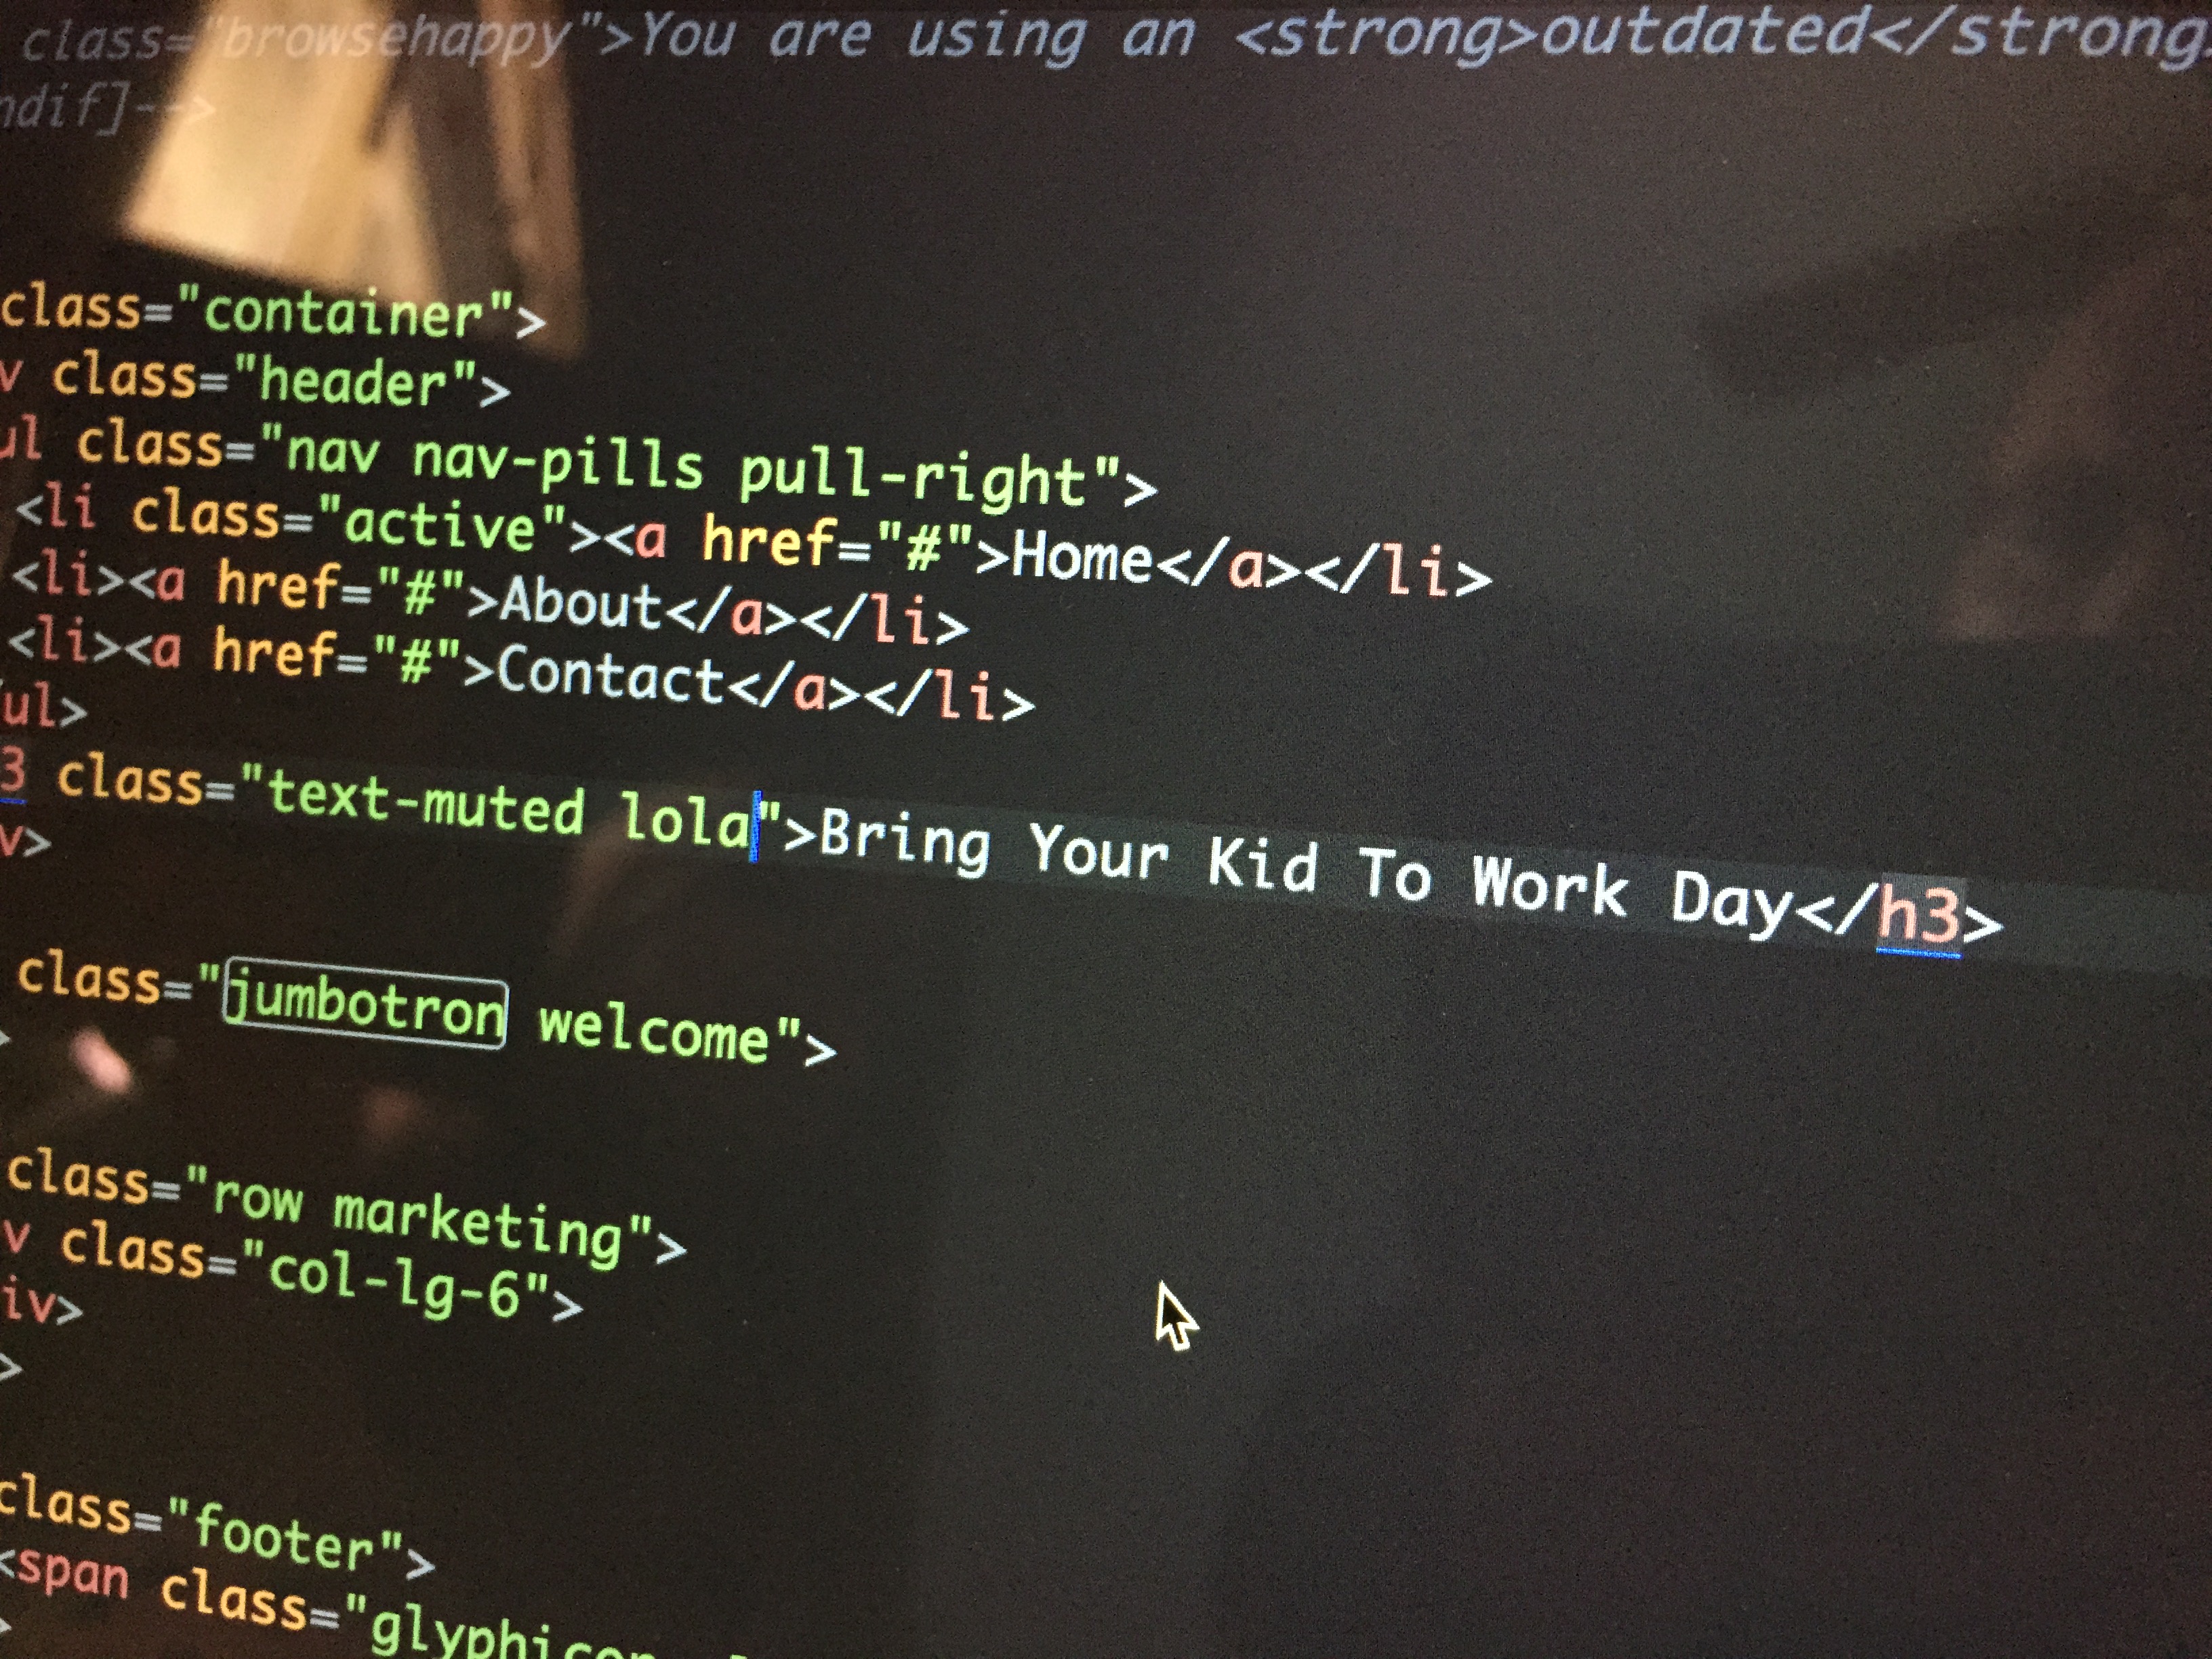 class="browsehappy">You are using an <strong>outdated</strong
ndif]-->
class="container">
v class="header">
ul class="nav nav-pills pull-right">
<li class="active"><a href="#">Home</a></li>
<li><a href="#">About</a></li>
<li><a href="#">Contact</a></li>
/ul>
3 class="text-muted lola">Bring Your Kid To Work Day</h3>
v>
class="jumbotron welcome">
>
class="row marketing">
v class="col-lg-6">
iv>
>
class="footer">
<span class="glyphicon
>